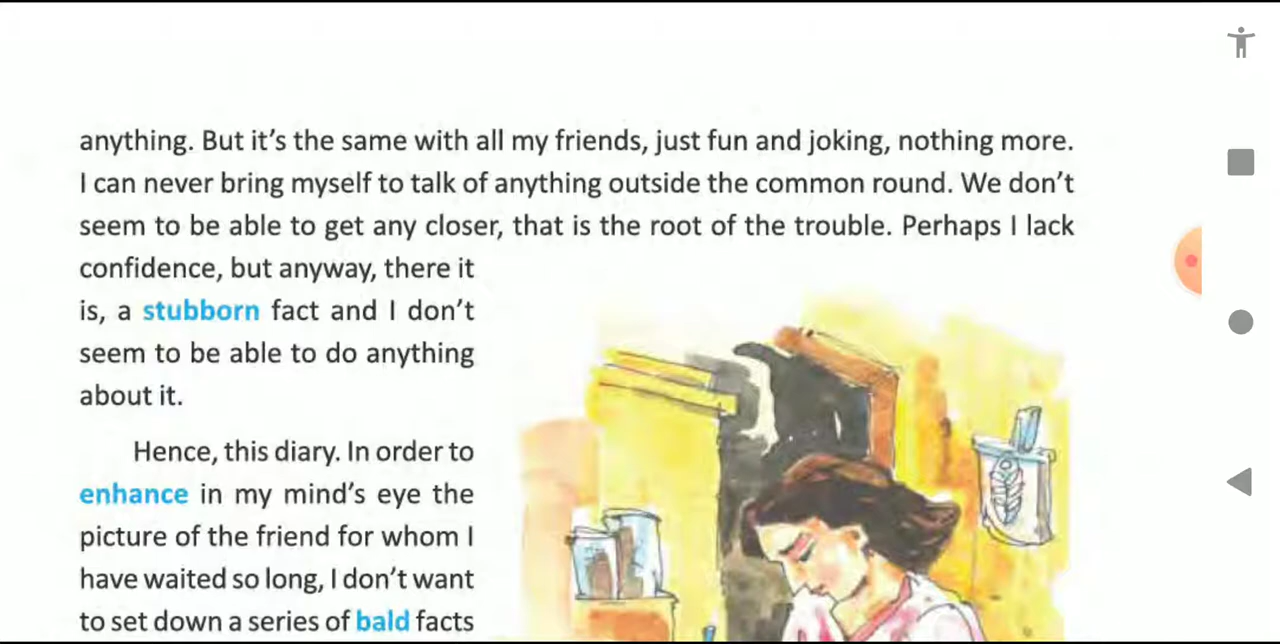 anything. But it's the same with all my friends, just fun and joking, nothing more.
I can never bring myself to talk of anything outside the common round. We don't
seem to be able to get any closer, that is the root of the trouble. Perhaps I lack
confidence, but anyway, there it
is, a stubborn fact and I don't
seem to be able to do anything
about it.
Hence, this diary. In order to
enhance in my mind's eye the
picture of the friend for whom I
have waited so long, I don't want
to set down a series of bald facts